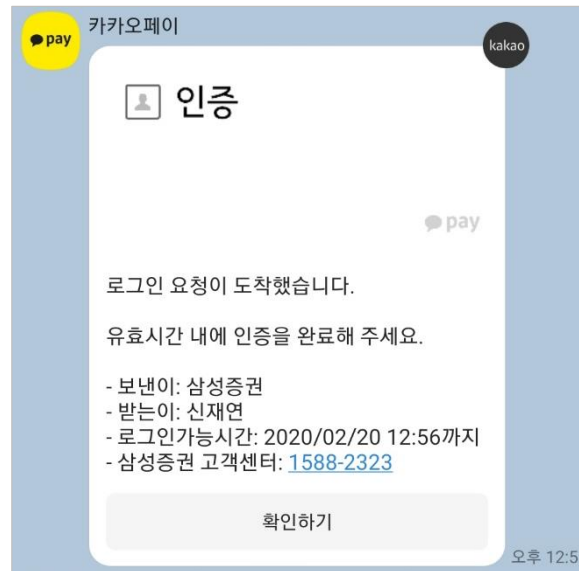 pay
카카오페이
kakao
인증
pay
로그인 요청이 도착했습니다.
유효시간 내에 인증을 완료해 주세요.
- 보낸이: 삼성증권
- 받는이: 신재연
- 로그인가능시간: 2020/02/20 12:56까지
- 삼성증권 고객센터: 1588-2323
확인하기
오후 12:5